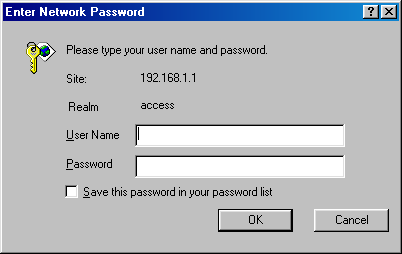 Enter Network Password
Please type your user name and password.
Site: 192.168.1.1
Realm access
User Name
Password
Save this password in your password list
OK Cancel